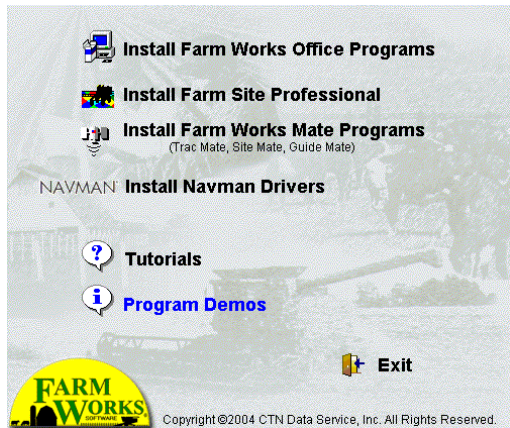 Install Farm Works Office Programs
Install Farm Site Professional
Install Farm Works Mate Programs
(Trac Mate, Site Mate, Guide Mate)
NAVMAN Install Navman Drivers
? Tutorials
i Program Demos
Exit
FARM
WORKS
SOFTWARE
Copyright ©2004 CTN Data Service, Inc. All Rights Reserved.